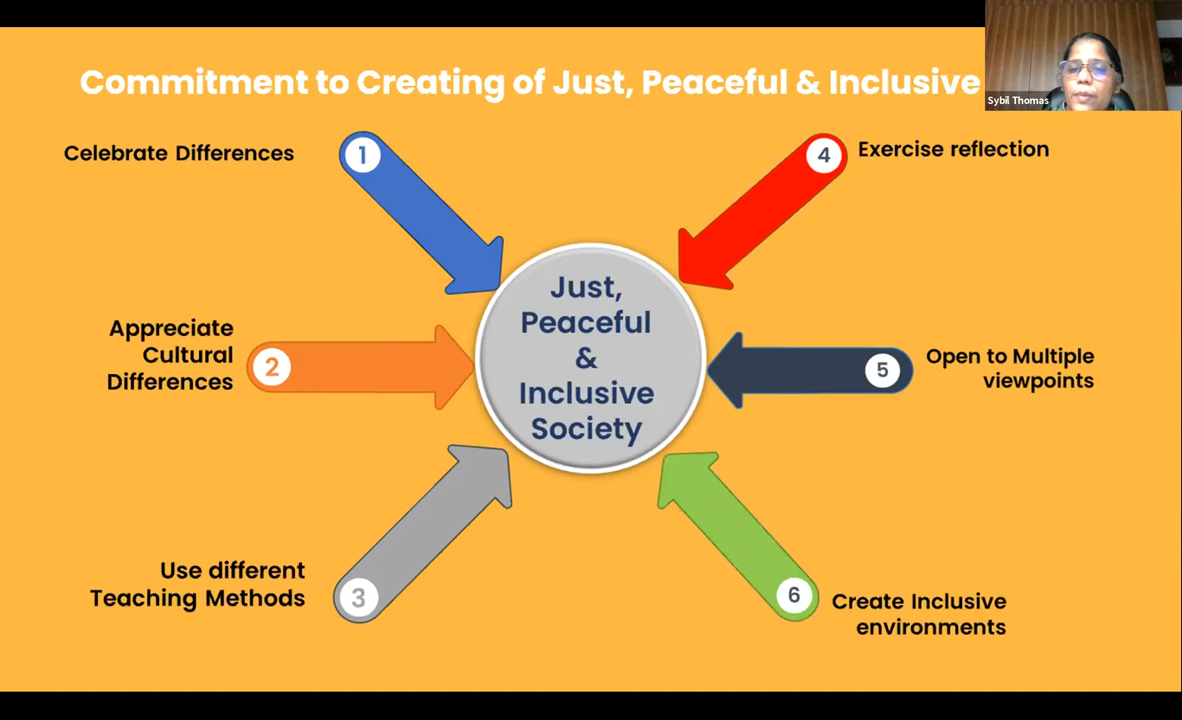 Commitment to Creating of Just, Peaceful & Inclusive
Sybil Thomas
Celebrate Differences
1
Appreciate
Cultural
Differences
2
Use different
Teaching Methods
3
4
Exercise reflection
5
Open to Multiple
viewpoints
6
Create Inclusive
environments
Just,
Peaceful
&
Inclusive
Society